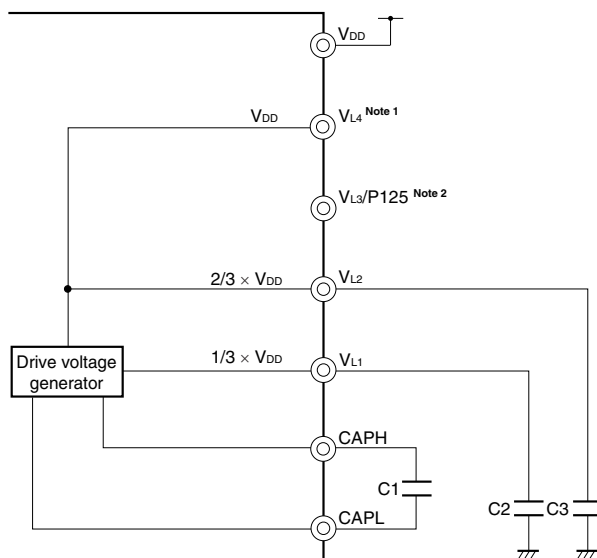 VDD
VDD VL4 Note 1
VL3/P125 Note 2
2/3 × VDD VL2
1/3 × VDD VL1
Drive voltage
generator
CAPH
C1
C2 C3
CAPL